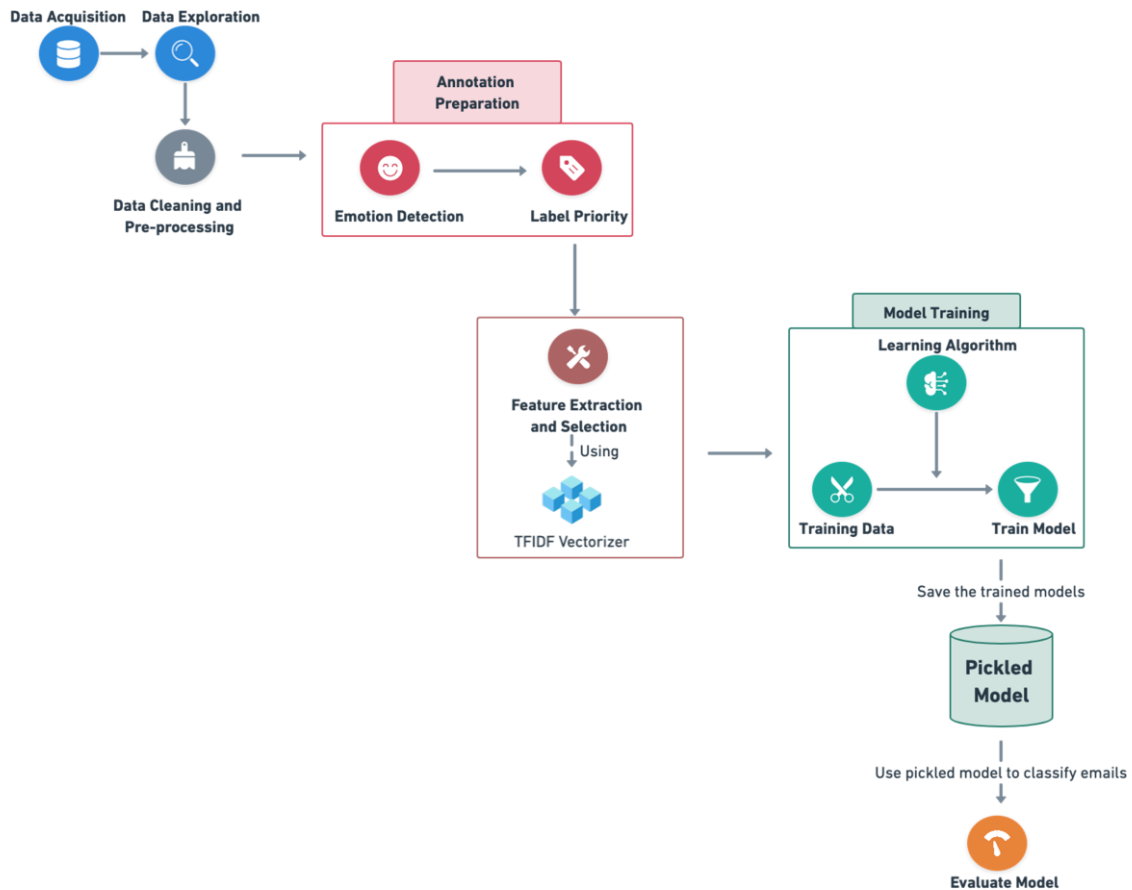 Data Acquisition
Data Exploration
Data Cleaning and
Pre-processing
Annotation
Preparation
Emotion Detection
Label Priority
Feature Extraction
and Selection
Using
TFIDF Vectorizer
Model Training
Learning Algorithm
Training Data
Train Model
Save the trained models
Pickled
Model
Use pickled model to classify emails
Evaluate Model